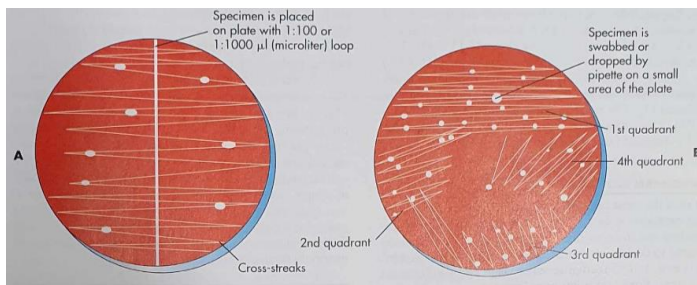 Specimen is placed
on plate with 1:100 or
1:1000 μl (microliter) loop
A
Cross-streaks
Specimen is
swabbed or
dropped by
pipette on a small
area of the plate
1st quadrant
4th quadrant
2nd quadrant
3rd quadrant